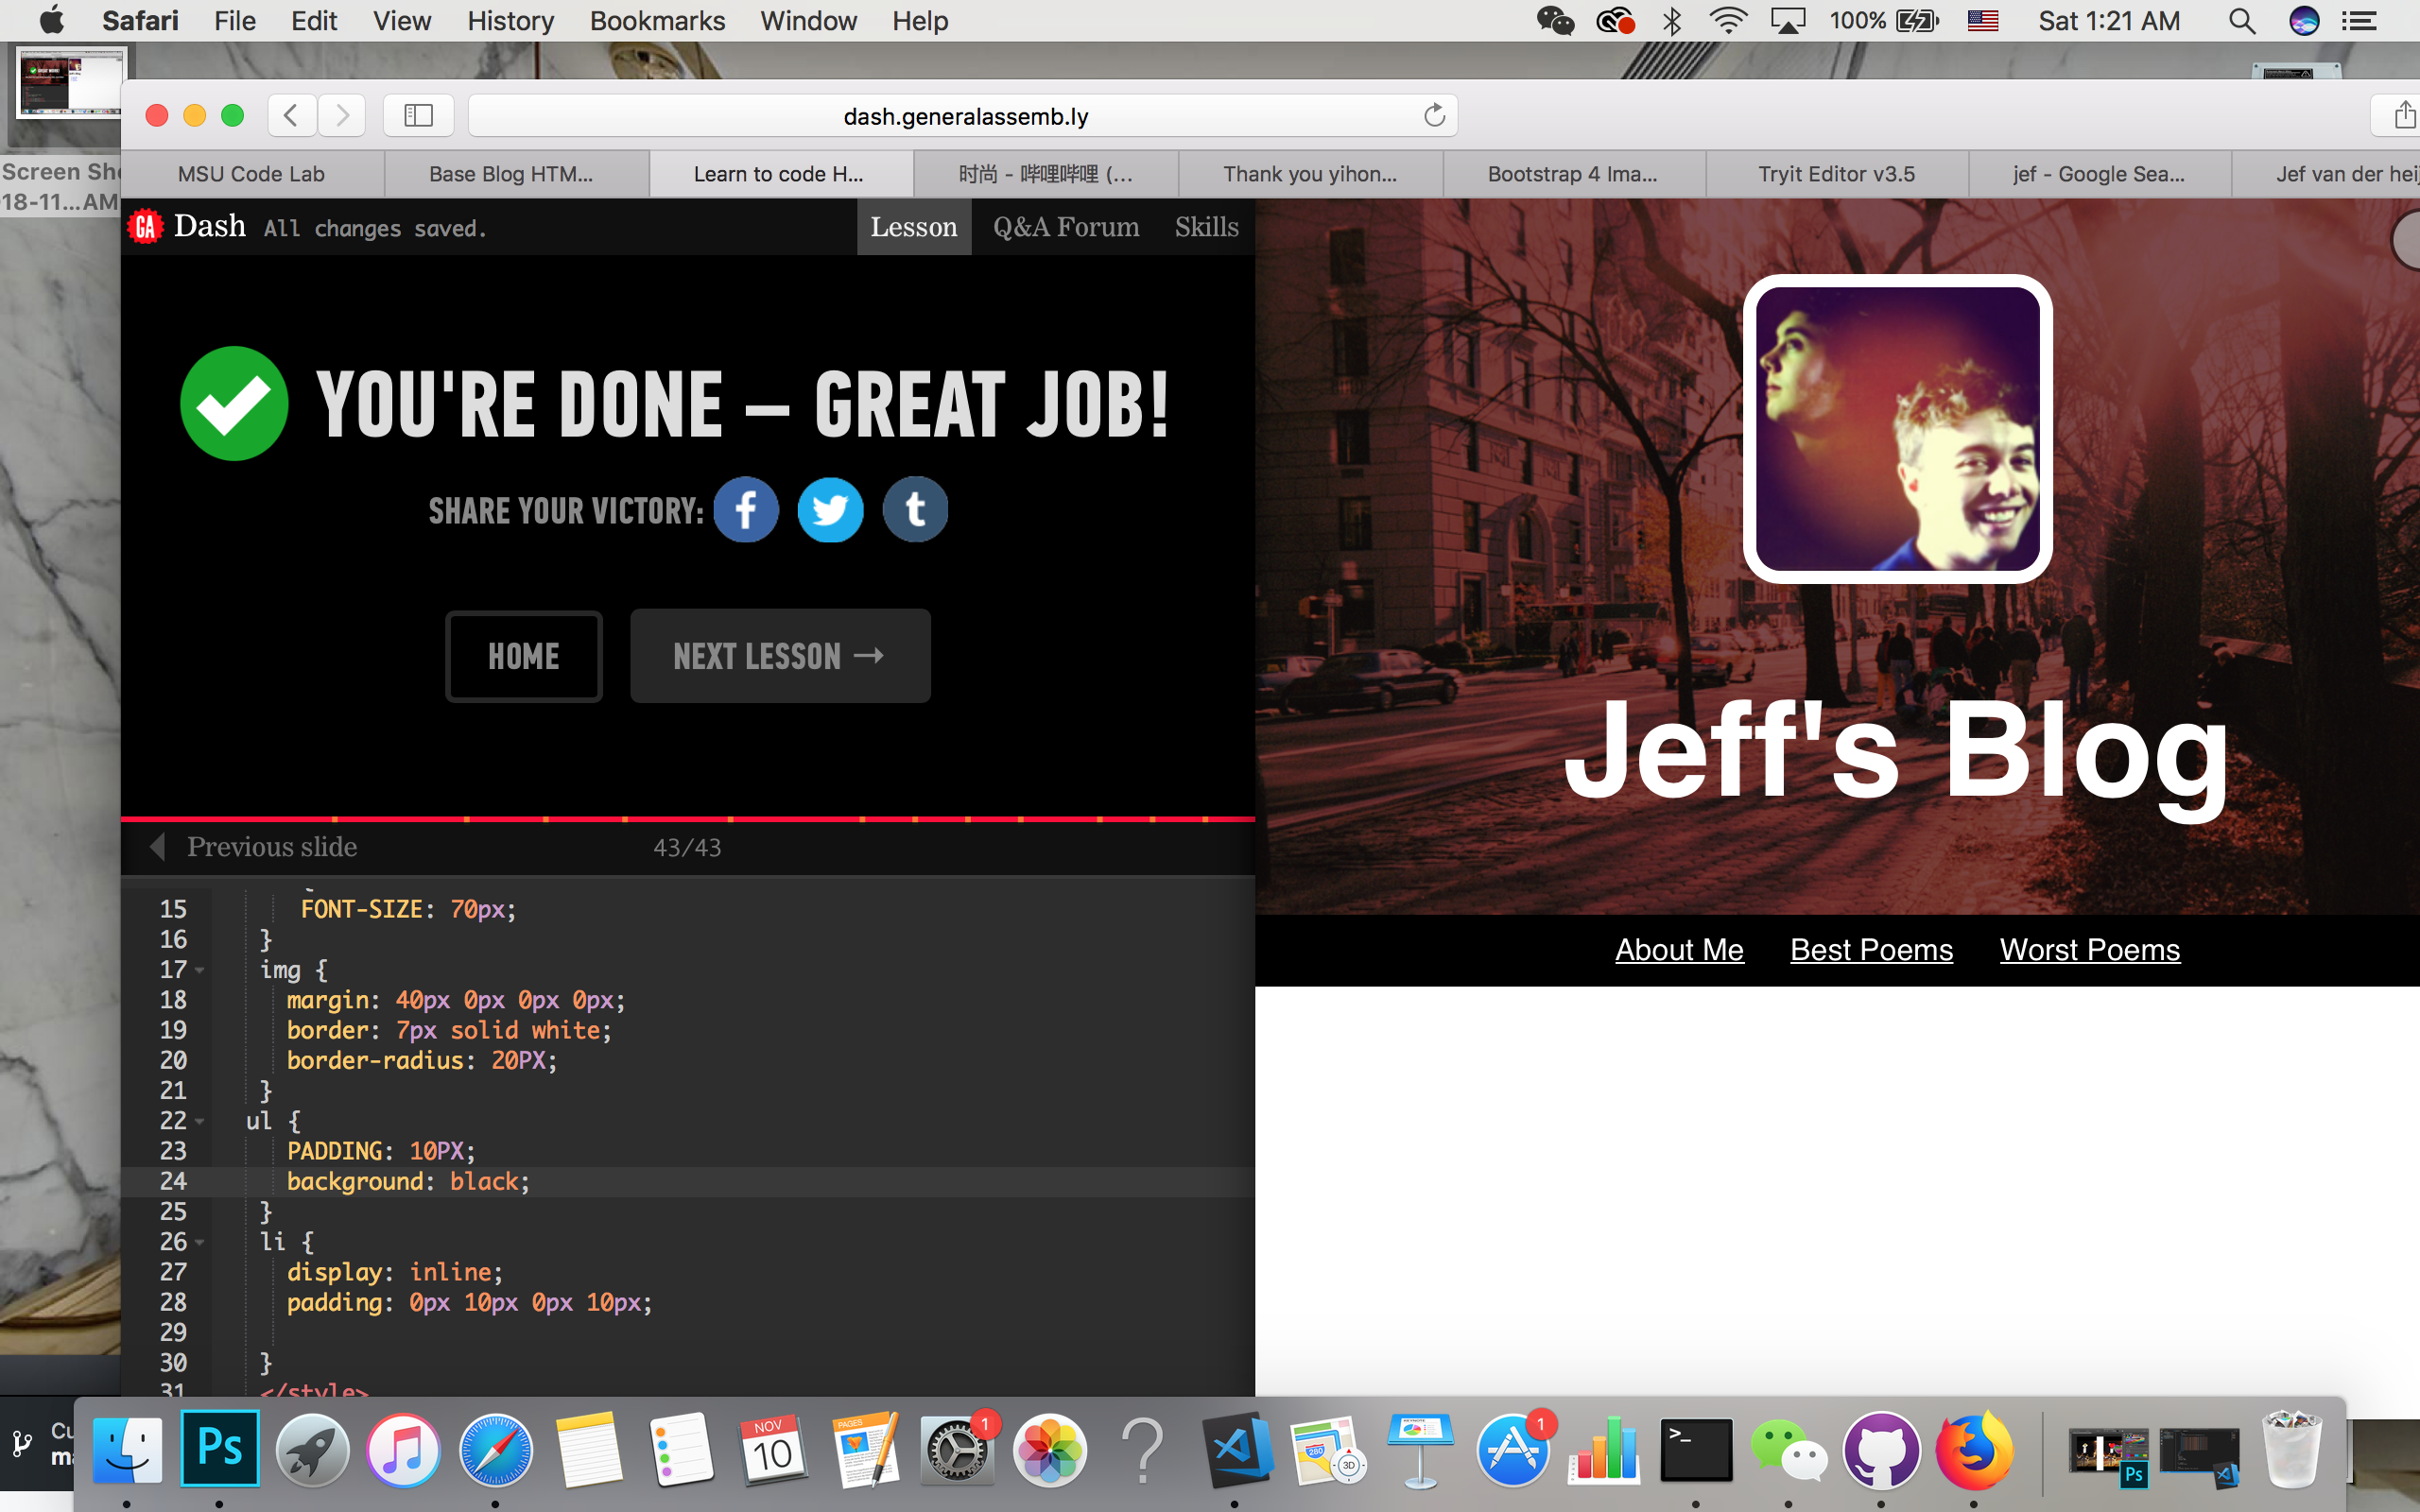 Safari File Edit View History Bookmarks Window Help 100% Sat 1:21 AM
Screen Sh
18-11...AM
dash.generalassemb.ly
MSU Code Lab
Base Blog HTM...
Learn to code H...
时尚 - 哔哩哔哩 (...
Thank you yihon...
Bootstrap 4 Ima...
Tryit Editor v3.5
jef - Google Sea...
Jef van der hei
GA Dash All changes saved. Lesson Q&A Forum Skills
YOU'RE DONE – GREAT JOB!
SHARE YOUR VICTORY: f t
HOME NEXT LESSON →
Previous slide 43/43
15 FONT-SIZE: 70px;
16 }
17 img {
18 margin: 40px 0px 0px 0px;
19 border: 7px solid white;
20 border-radius: 20PX;
21 }
22 ul {
23 PADDING: 10PX;
24 background: black;
25 }
26 li {
27 display: inline;
28 padding: 0px 10px 0px 10px;
29
30 }
31 </style>
Jeff's Blog
About Me Best Poems Worst Poems
Cu
ma
Ps
NOV
10
PAGES
1
280
3D
KEYNOTE
1
>_
Ps